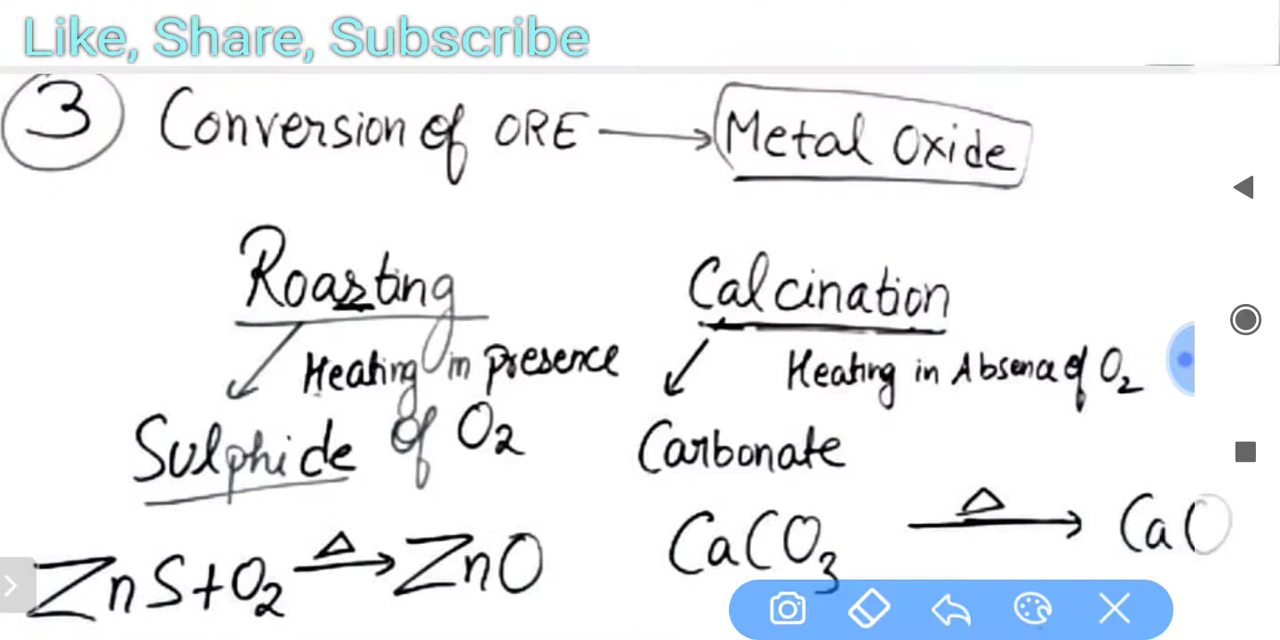 Like, Share, Subscribe
3 Conversion of ORE → Metal Oxide
Roasting Calcination
Heating in presence of O₂ Heating in Absence of O₂
Sulphide Carbonate
ZnS + O₂ →Δ ZnO CaCO₃ →Δ CaO